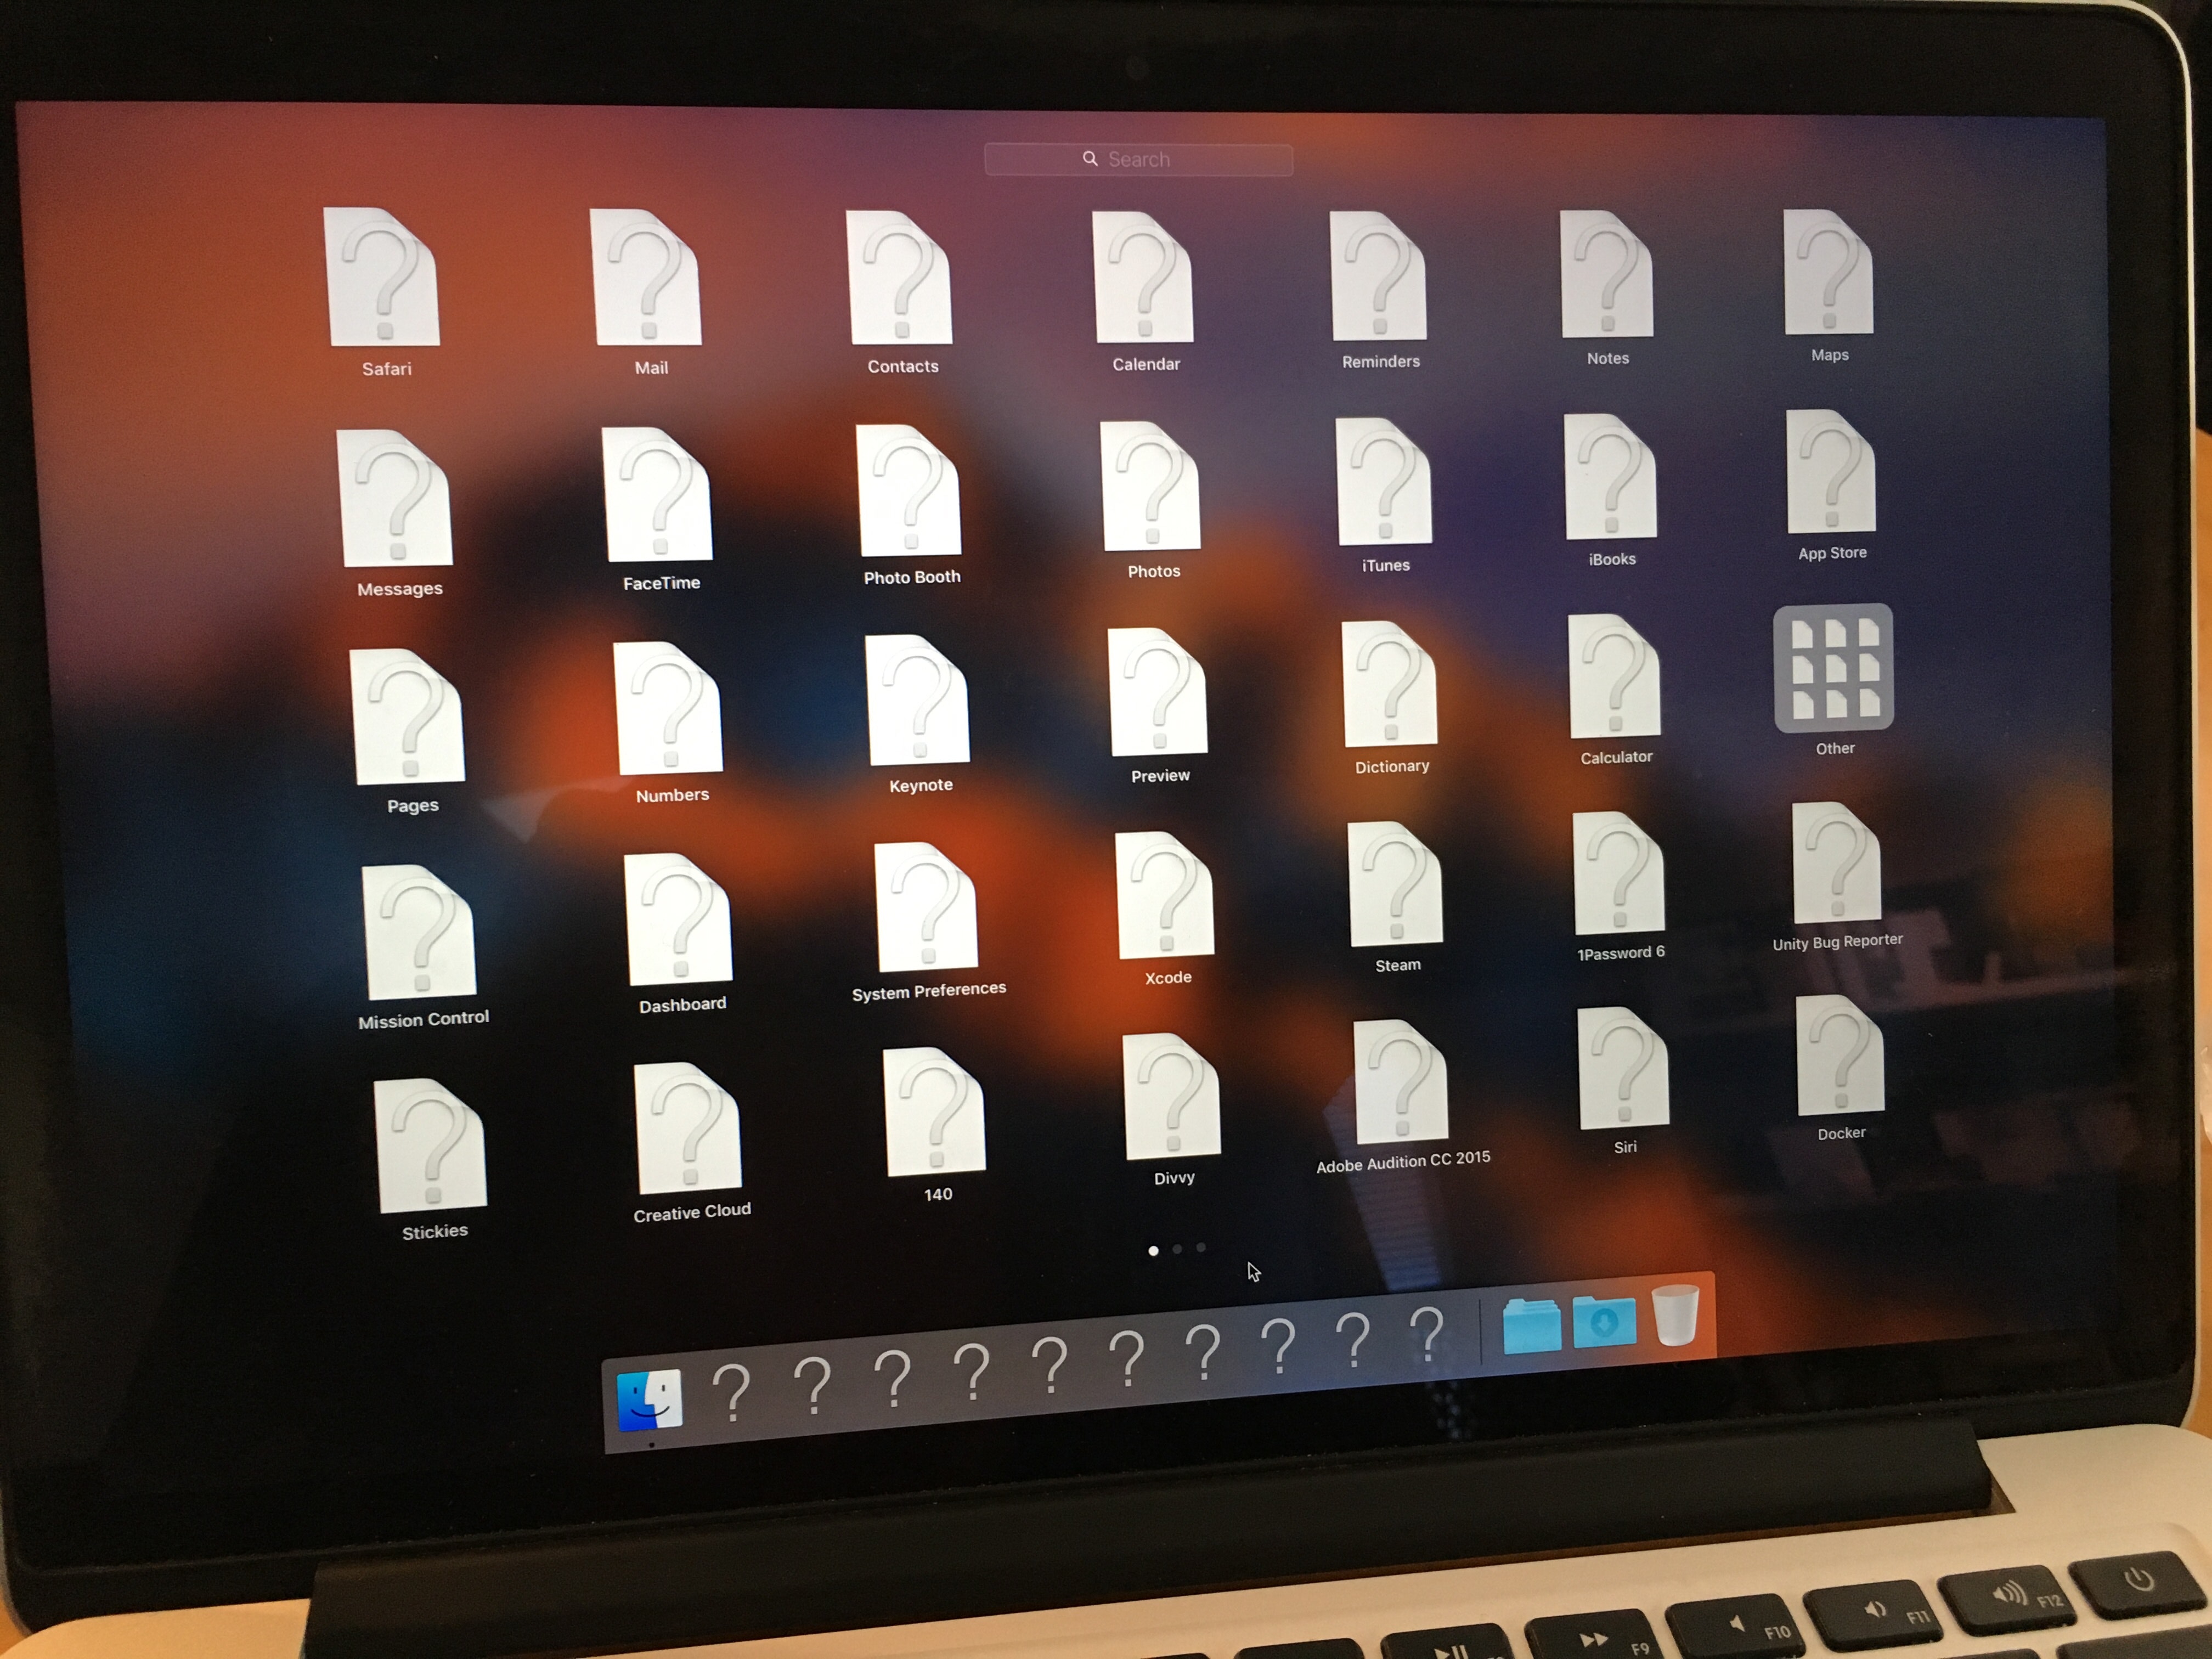 Search
Safari
Mail
Contacts
Calendar
Reminders
Notes
Maps
Messages
FaceTime
Photo Booth
Photos
iTunes
iBooks
App Store
Pages
Numbers
Keynote
Preview
Dictionary
Calculator
Other
Mission Control
Dashboard
System Preferences
Xcode
Steam
1Password 6
Unity Bug Reporter
Stickies
Creative Cloud
140
Divvy
Adobe Audition CC 2015
Siri
Docker
? ? ? ? ? ? ? ? ? ?
F9
F10
F11
F12